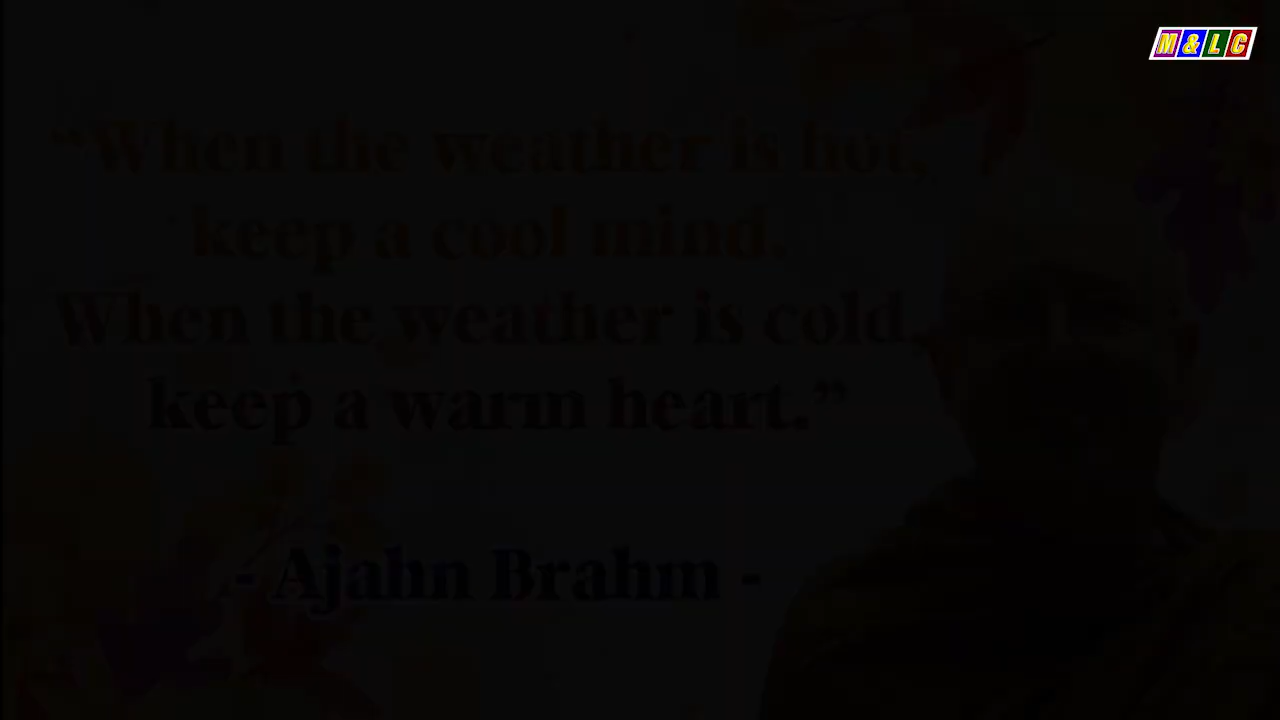 M&LC
“When the weather is hot,
keep a cool mind.
When the weather is cold,
keep a warm heart.”
- Ajahn Brahm -